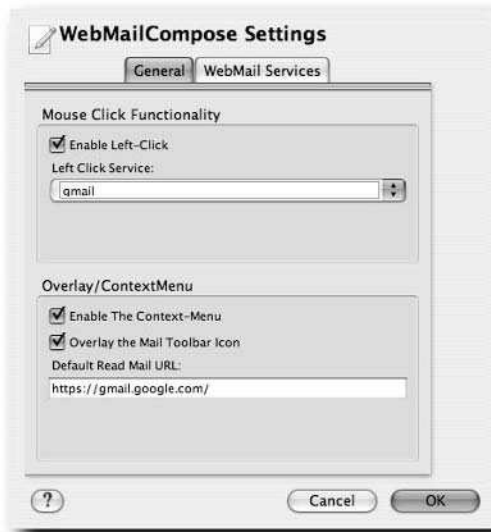 WebMailCompose Settings
General WebMail Services
Mouse Click Functionality
Enable Left-Click
Left Click Service:
gmail
Overlay/ContextMenu
Enable The Context-Menu
Overlay the Mail Toolbar Icon
Default Read Mail URL:
https://gmail.google.com/
? Cancel OK